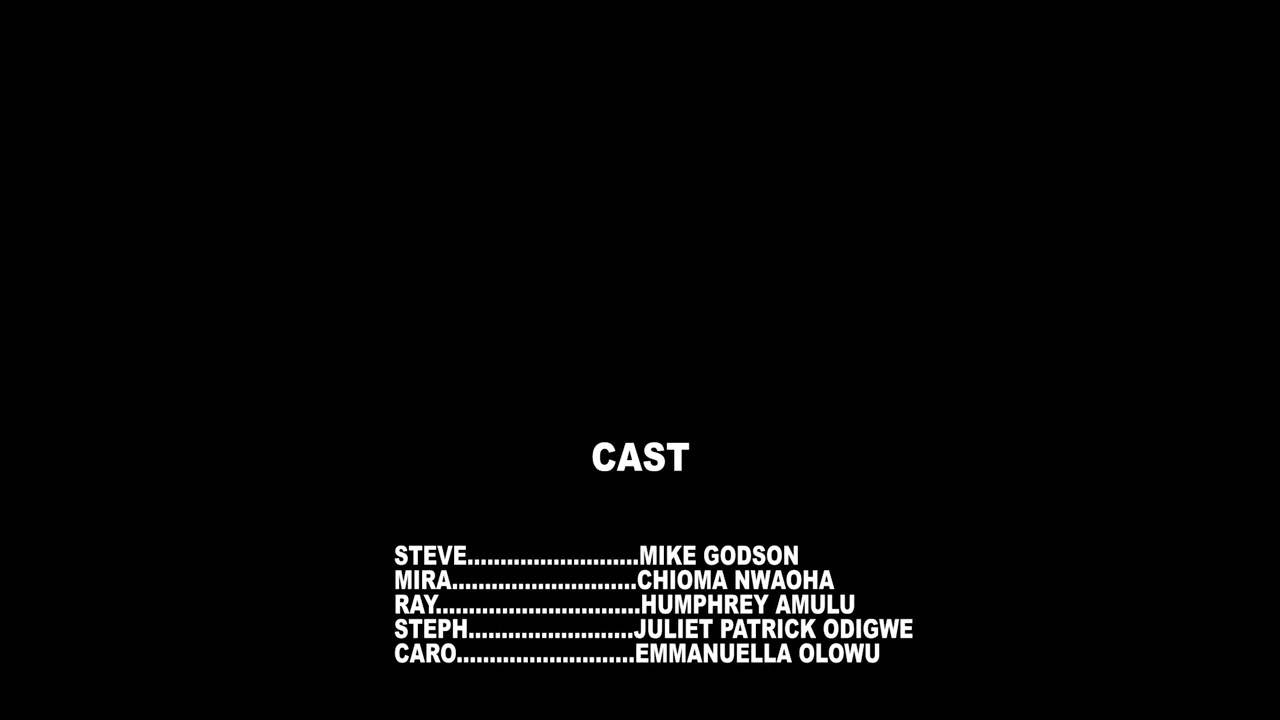 CAST
STEVE..........................MIKE GODSON
MIRA............................CHIOMA NWAOHA
RAY...............................HUMPHREY AMULU
STEPH.........................JULIET PATRICK ODIGWE
CARO...........................EMMANUELLA OLOWU